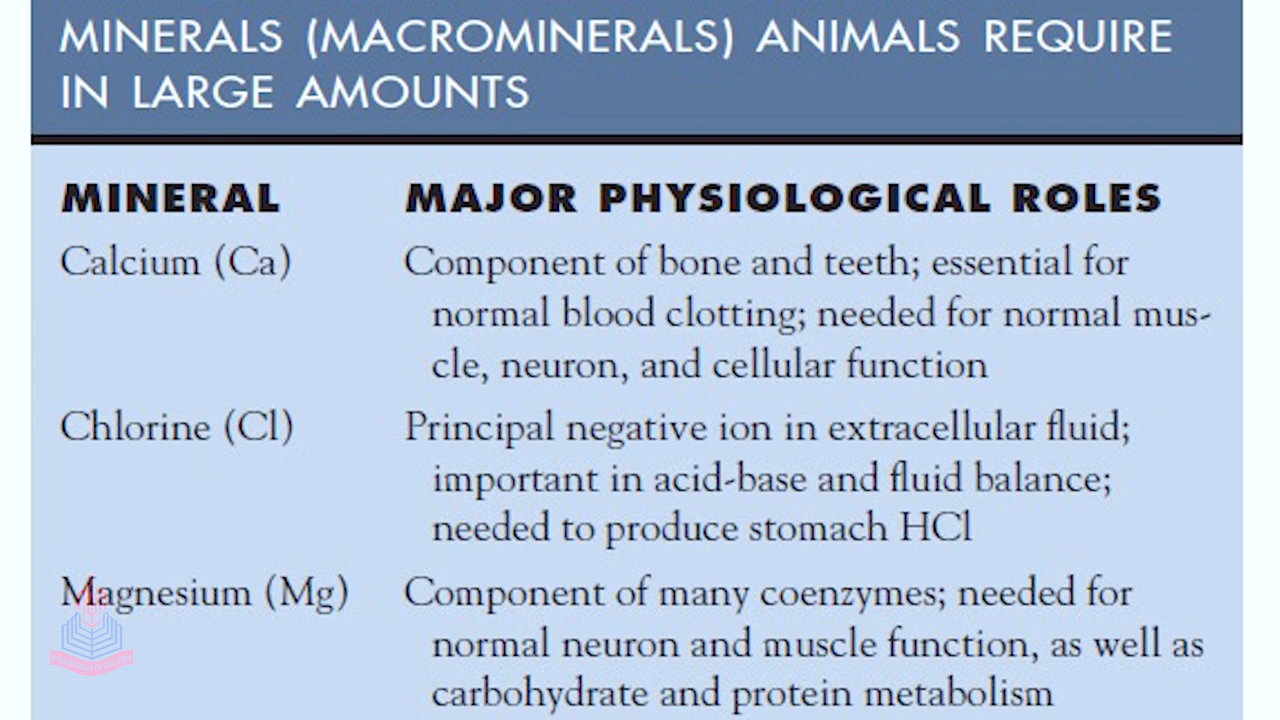 MINERALS (MACROMINERALS) ANIMALS REQUIRE
IN LARGE AMOUNTS
MINERAL MAJOR PHYSIOLOGICAL ROLES
Calcium (Ca) Component of bone and teeth; essential for
normal blood clotting; needed for normal mus-
cle, neuron, and cellular function
Chlorine (Cl) Principal negative ion in extracellular fluid;
important in acid-base and fluid balance;
needed to produce stomach HCl
Magnesium (Mg) Component of many coenzymes; needed for
normal neuron and muscle function, as well as
carbohydrate and protein metabolism